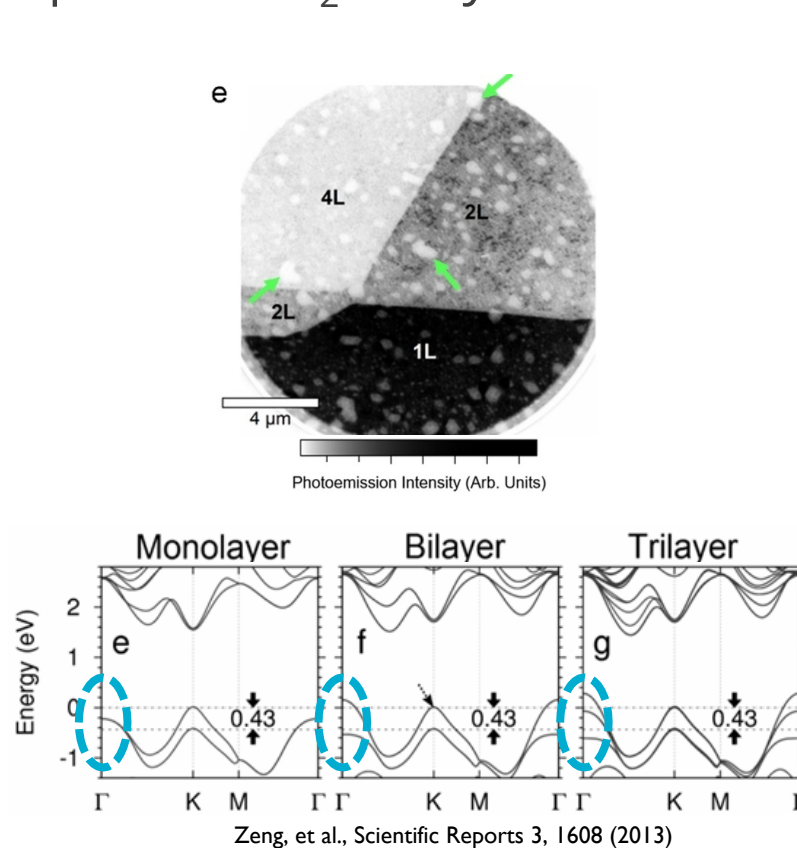 e
4L
2L
2L
1L
4 µm
Photoemission Intensity (Arb. Units)
Monolayer Bilayer Trilayer
Energy (eV)
2
1
0
-1
e f g
0.43 0.43 0.43
Γ K M Γ Γ K M Γ Γ K M
Zeng, et al., Scientific Reports 3, 1608 (2013)